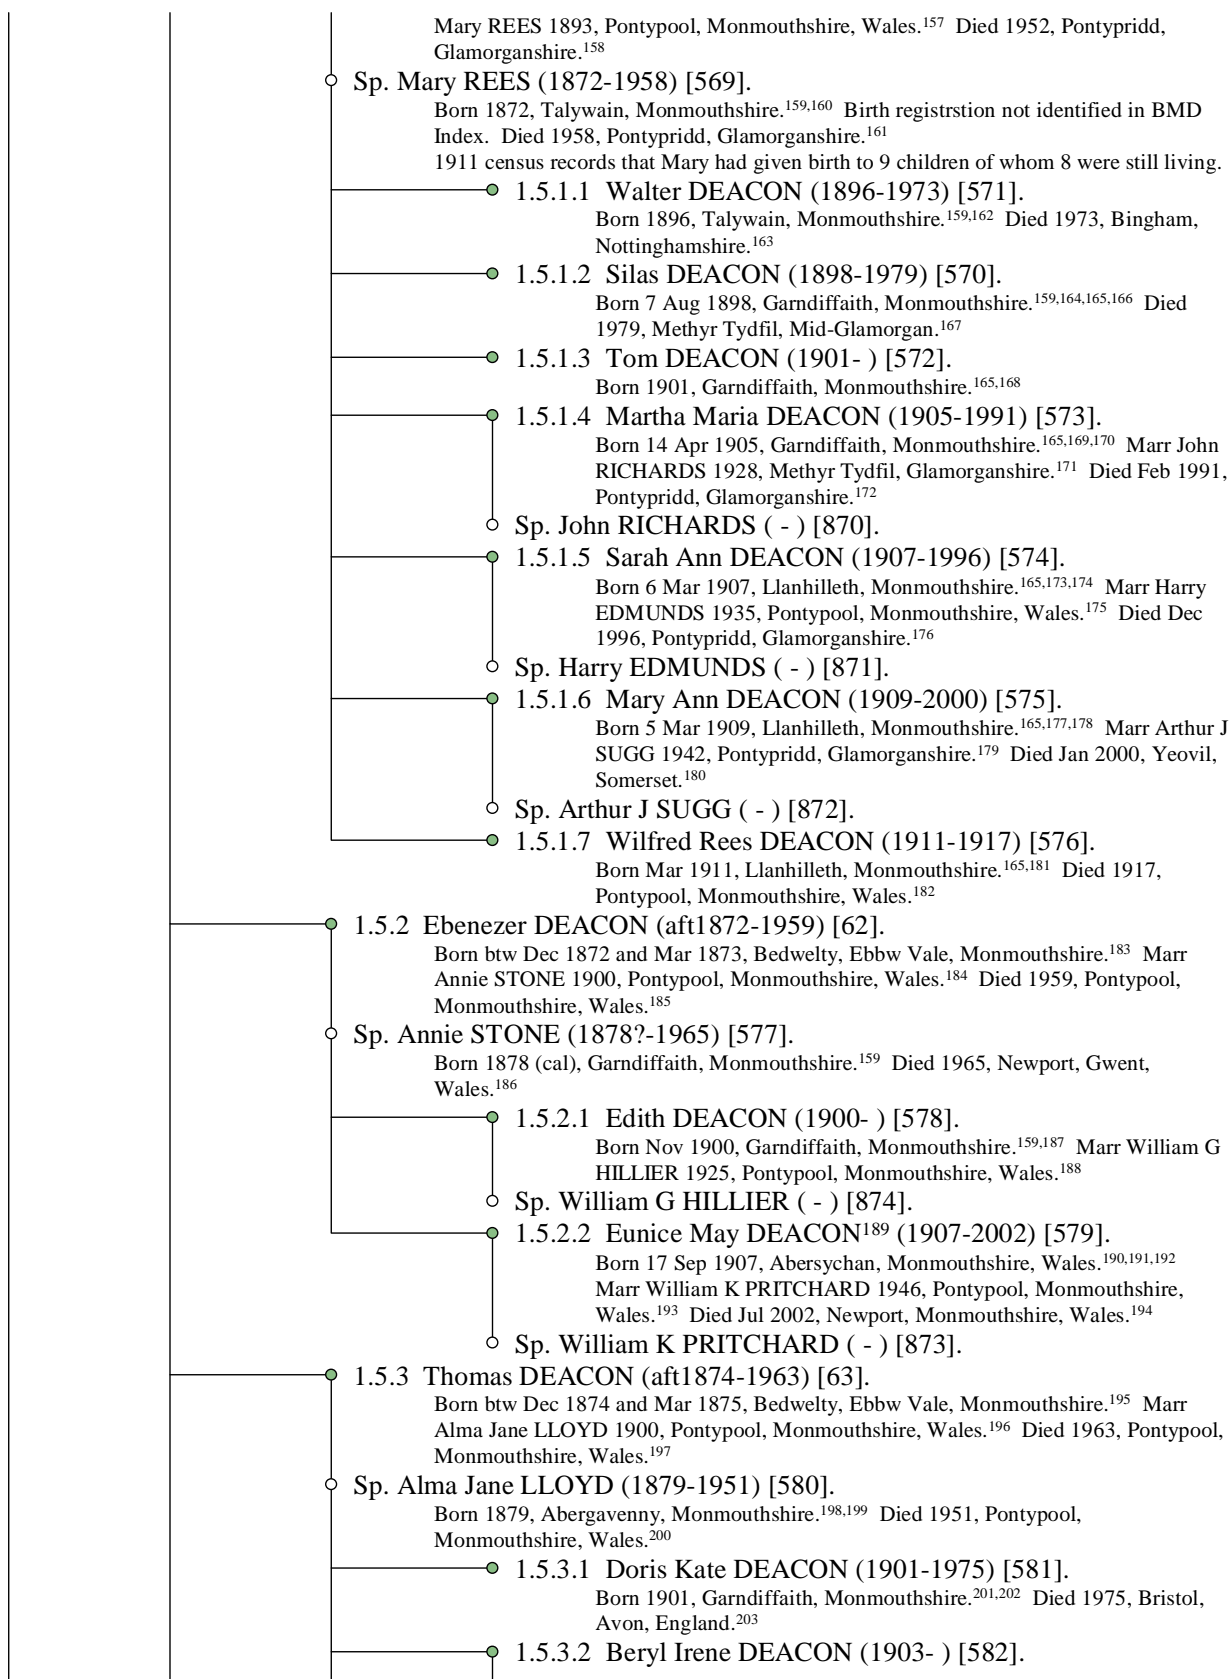 Mary REES 1893, Pontypool, Monmouthshire, Wales.157 Died 1952, Pontypridd,
Glamorganshire.158
Sp. Mary REES (1872-1958) [569].
Born 1872, Talywain, Monmouthshire.159,160 Birth registrstion not identified in BMD
Index. Died 1958, Pontypridd, Glamorganshire.161
1911 census records that Mary had given birth to 9 children of whom 8 were still living.
1.5.1.1 Walter DEACON (1896-1973) [571].
Born 1896, Talywain, Monmouthshire.159,162 Died 1973, Bingham,
Nottinghamshire.163
1.5.1.2 Silas DEACON (1898-1979) [570].
Born 7 Aug 1898, Garndiffaith, Monmouthshire.159,164,165,166 Died
1979, Methyr Tydfil, Mid-Glamorgan.167
1.5.1.3 Tom DEACON (1901- ) [572].
Born 1901, Garndiffaith, Monmouthshire.165,168
1.5.1.4 Martha Maria DEACON (1905-1991) [573].
Born 14 Apr 1905, Garndiffaith, Monmouthshire.165,169,170 Marr John
RICHARDS 1928, Methyr Tydfil, Glamorganshire.171 Died Feb 1991,
Pontypridd, Glamorganshire.172
Sp. John RICHARDS ( - ) [870].
1.5.1.5 Sarah Ann DEACON (1907-1996) [574].
Born 6 Mar 1907, Llanhilleth, Monmouthshire.165,173,174 Marr Harry
EDMUNDS 1935, Pontypool, Monmouthshire, Wales.175 Died Dec
1996, Pontypridd, Glamorganshire.176
Sp. Harry EDMUNDS ( - ) [871].
1.5.1.6 Mary Ann DEACON (1909-2000) [575].
Born 5 Mar 1909, Llanhilleth, Monmouthshire.165,177,178 Marr Arthur J
SUGG 1942, Pontypridd, Glamorganshire.179 Died Jan 2000, Yeovil,
Somerset.180
Sp. Arthur J SUGG ( - ) [872].
1.5.1.7 Wilfred Rees DEACON (1911-1917) [576].
Born Mar 1911, Llanhilleth, Monmouthshire.165,181 Died 1917,
Pontypool, Monmouthshire, Wales.182
1.5.2 Ebenezer DEACON (aft1872-1959) [62].
Born btw Dec 1872 and Mar 1873, Bedwelty, Ebbw Vale, Monmouthshire.183 Marr
Annie STONE 1900, Pontypool, Monmouthshire, Wales.184 Died 1959, Pontypool,
Monmouthshire, Wales.185
Sp. Annie STONE (1878?-1965) [577].
Born 1878 (cal), Garndiffaith, Monmouthshire.159 Died 1965, Newport, Gwent,
Wales.186
1.5.2.1 Edith DEACON (1900- ) [578].
Born Nov 1900, Garndiffaith, Monmouthshire.159,187 Marr William G
HILLIER 1925, Pontypool, Monmouthshire, Wales.188
Sp. William G HILLIER ( - ) [874].
1.5.2.2 Eunice May DEACON189 (1907-2002) [579].
Born 17 Sep 1907, Abersychan, Monmouthshire, Wales.190,191,192
Marr William K PRITCHARD 1946, Pontypool, Monmouthshire,
Wales.193 Died Jul 2002, Newport, Monmouthshire, Wales.194
Sp. William K PRITCHARD ( - ) [873].
1.5.3 Thomas DEACON (aft1874-1963) [63].
Born btw Dec 1874 and Mar 1875, Bedwelty, Ebbw Vale, Monmouthshire.195 Marr
Alma Jane LLOYD 1900, Pontypool, Monmouthshire, Wales.196 Died 1963, Pontypool,
Monmouthshire, Wales.197
Sp. Alma Jane LLOYD (1879-1951) [580].
Born 1879, Abergavenny, Monmouthshire.198,199 Died 1951, Pontypool,
Monmouthshire, Wales.200
1.5.3.1 Doris Kate DEACON (1901-1975) [581].
Born 1901, Garndiffaith, Monmouthshire.201,202 Died 1975, Bristol,
Avon, England.203
1.5.3.2 Beryl Irene DEACON (1903- ) [582].